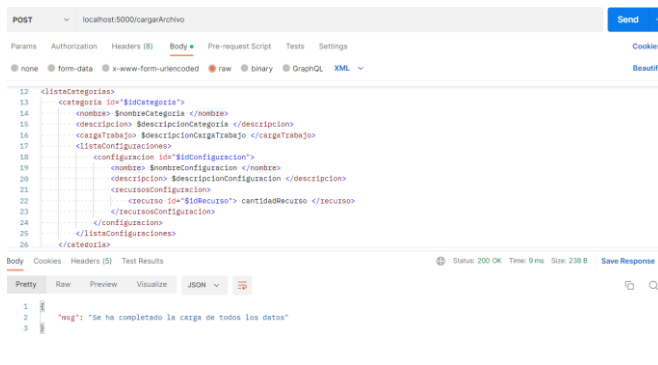 POST localhost:5000/cargarArchivo Send
Params Authorization Headers (8) Body Pre-request Script Tests Settings Cookies
none form-data x-www-form-urlencoded raw binary GraphQL XML Beautif
12 <listaCategorias>
13 <categoria id="$idCategoria">
14 <nombre> $nombreCategoria </nombre>
15 <descripcion> $descripcionCategoria </descripcion>
16 <cargaTrabajo> $descripcionCargaTrabajo </cargaTrabajo>
17 <listaConfiguraciones>
18 <configuracion id="$idConfiguracion">
19 <nombre> $nombreConfiguracion </nombre>
20 <descripcion> $descripcionConfiguracion </descripcion>
21 <recursosConfiguracion>
22 <recurso id="$idRecurso"> cantidadRecurso </recurso>
23 </recursosConfiguracion>
24 </configuracion>
25 </listaConfiguraciones>
26 </categoria>
Body Cookies Headers (5) Test Results Status: 200 OK Time: 9 ms Size: 238 B Save Response
Pretty Raw Preview Visualize JSON
1 {
2 "msg": "Se ha completado la carga de todos los datos"
3 }